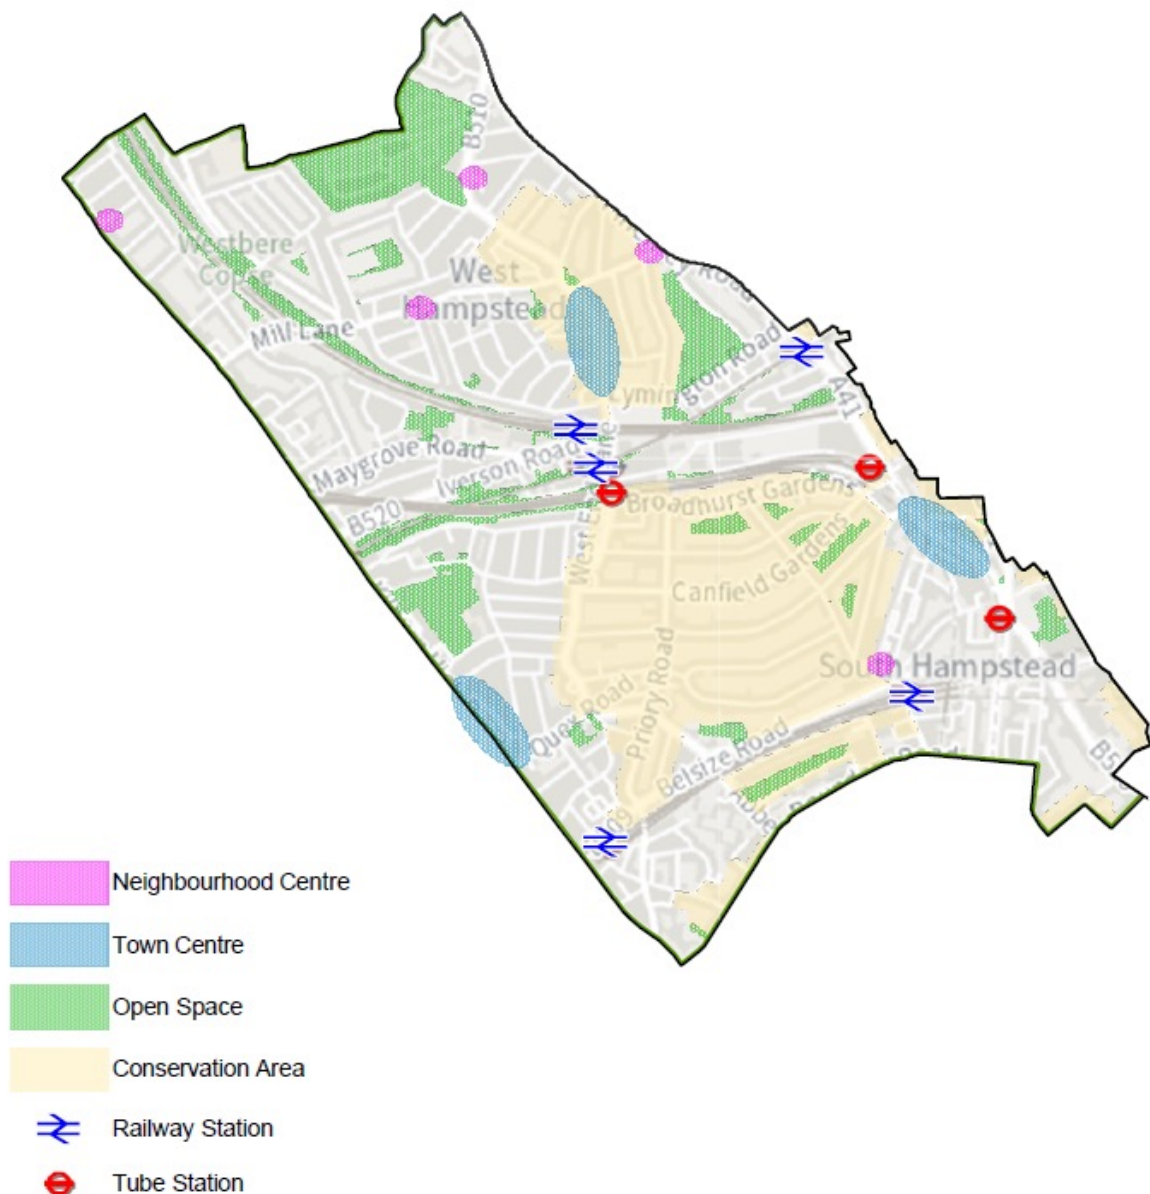 B510
Westbere
Copse
West
Hampstead
Mill Lane
Lymington Road
A41
Maygrove Road
Iverson Road
B520
West End Lane
Broadhurst Gardens
Canfield Gardens
South Hampstead
Priory Road
Quex Road
Belsize Road
Neighbourhood Centre
Town Centre
Open Space
Conservation Area
Railway Station
Tube Station